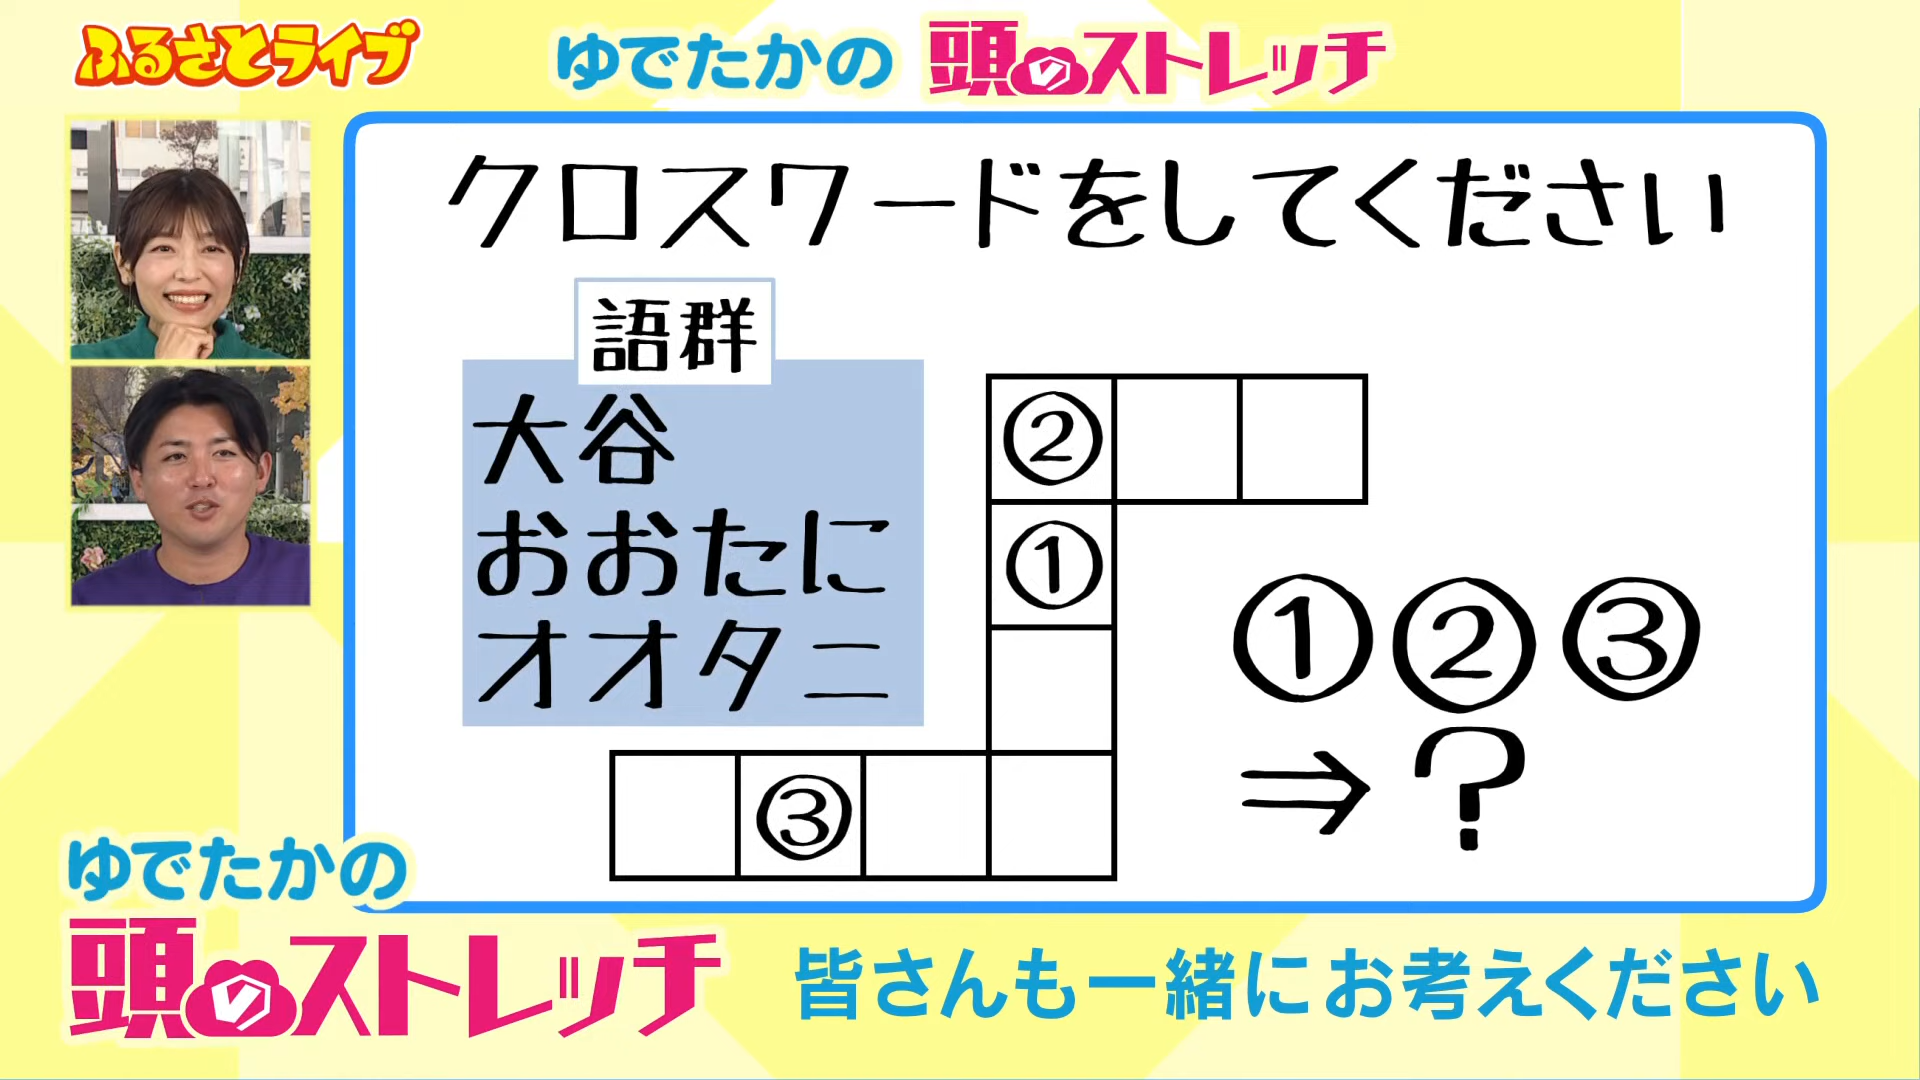 ふるさとライブ
ゆでたかの 頭のストレッチ
クロスワードをしてください
語群
大谷
おおたに
オオタニ
②
①
③
①②③
⇒?
ゆでたかの
頭のストレッチ
皆さんも一緒にお考えください